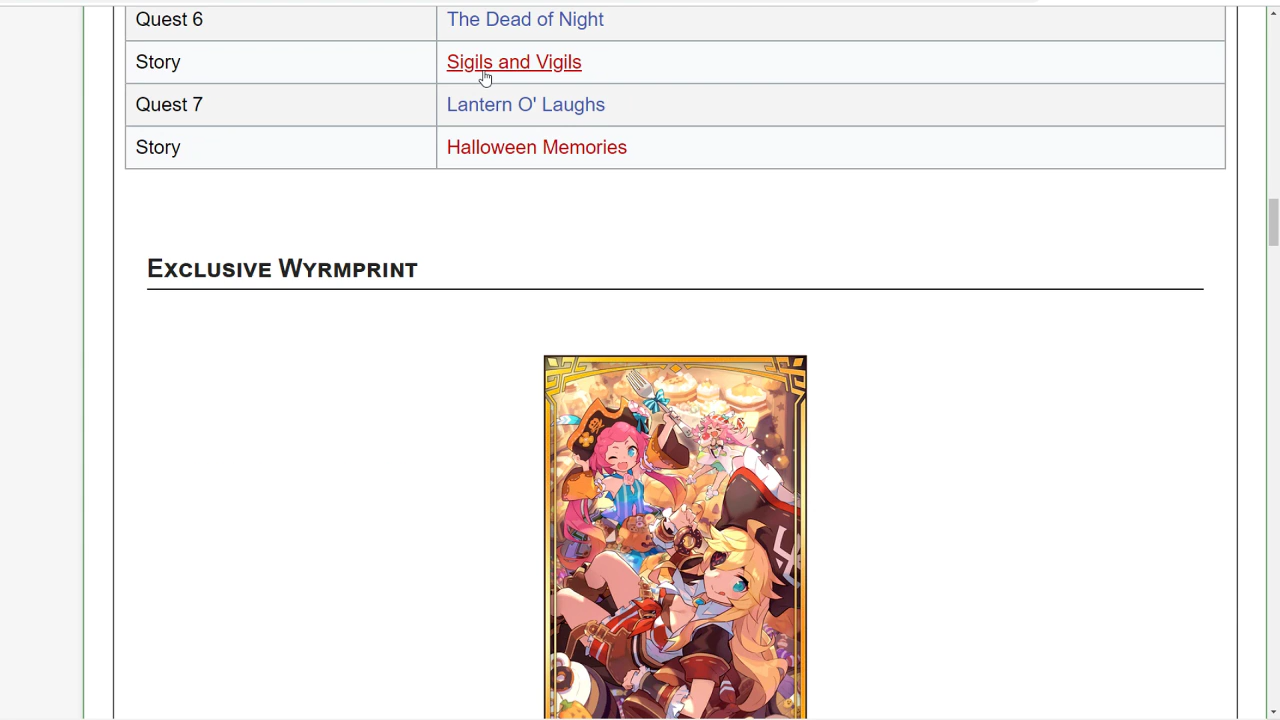 Quest 6 The Dead of Night
Story Sigils and Vigils
Quest 7 Lantern O' Laughs
Story Halloween Memories
Exclusive Wyrmprint